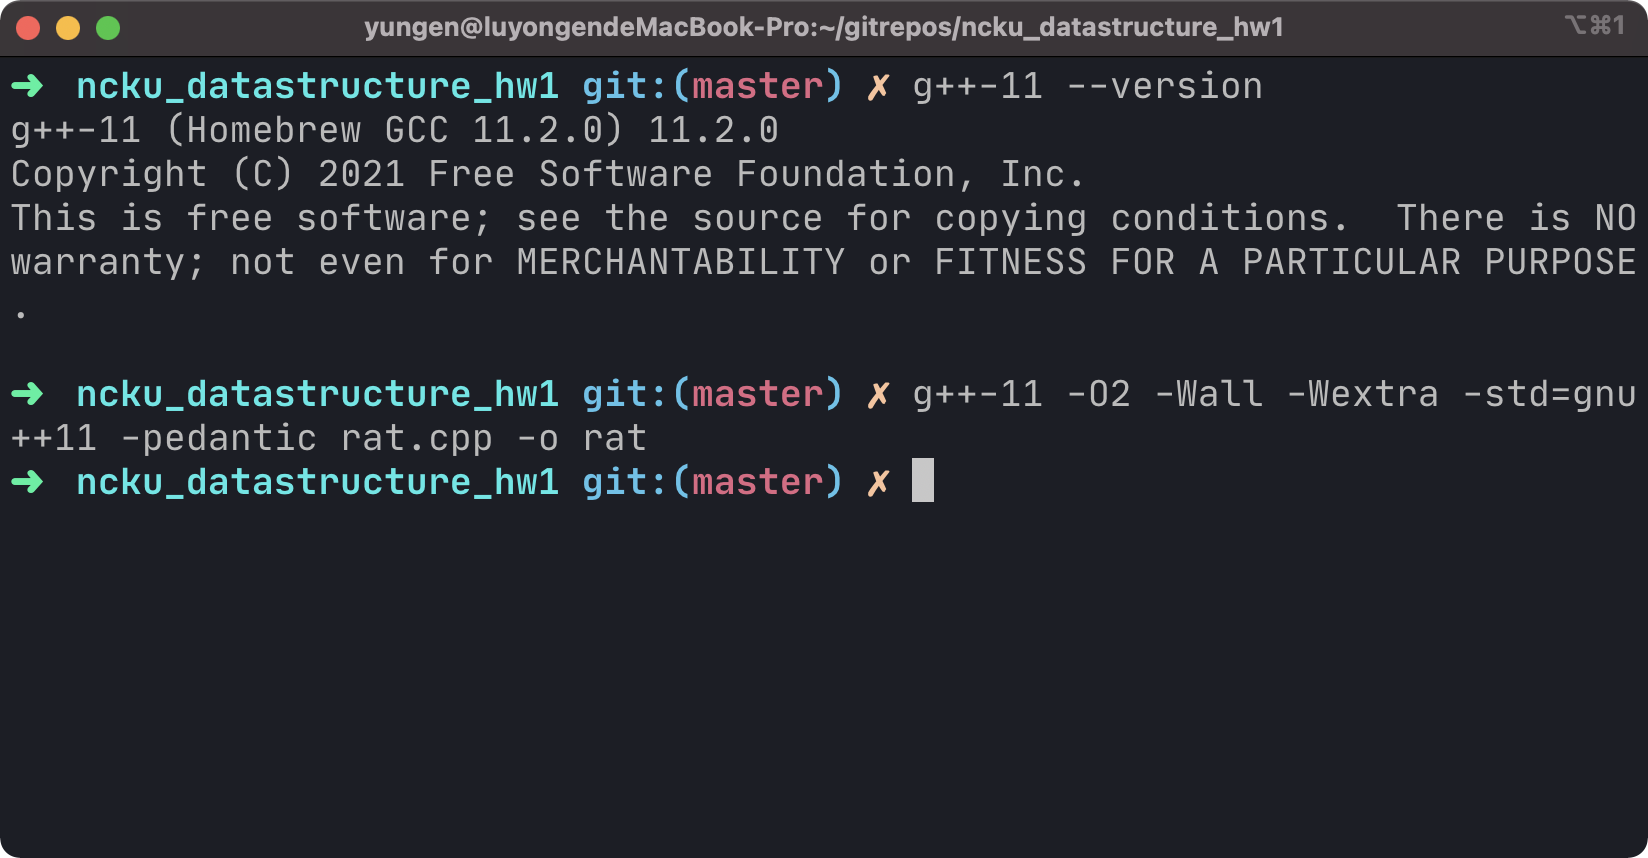 yungen@luyongendeMacBook-Pro:~/gitrepos/ncku_datastructure_hw1 ⌥⌘1
➜ ncku_datastructure_hw1 git:(master) ✗ g++-11 --version
g++-11 (Homebrew GCC 11.2.0) 11.2.0
Copyright (C) 2021 Free Software Foundation, Inc.
This is free software; see the source for copying conditions.  There is NO
warranty; not even for MERCHANTABILITY or FITNESS FOR A PARTICULAR PURPOSE
.
➜ ncku_datastructure_hw1 git:(master) ✗ g++-11 -O2 -Wall -Wextra -std=gnu
++11 -pedantic rat.cpp -o rat
➜ ncku_datastructure_hw1 git:(master) ✗